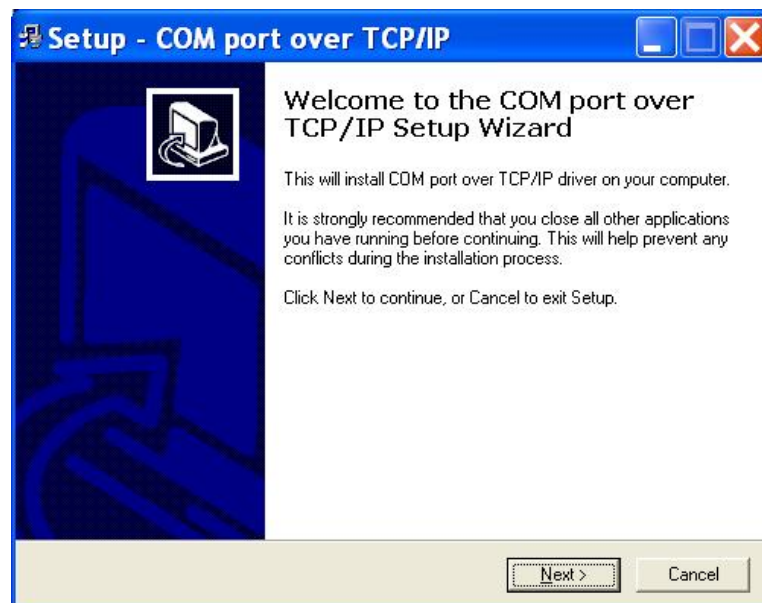 Setup - COM port over TCP/IP
Welcome to the COM port over
TCP/IP Setup Wizard
This will install COM port over TCP/IP driver on your computer.
It is strongly recommended that you close all other applications
you have running before continuing. This will help prevent any
conflicts during the installation process.
Click Next to continue, or Cancel to exit Setup.
Next >
Cancel